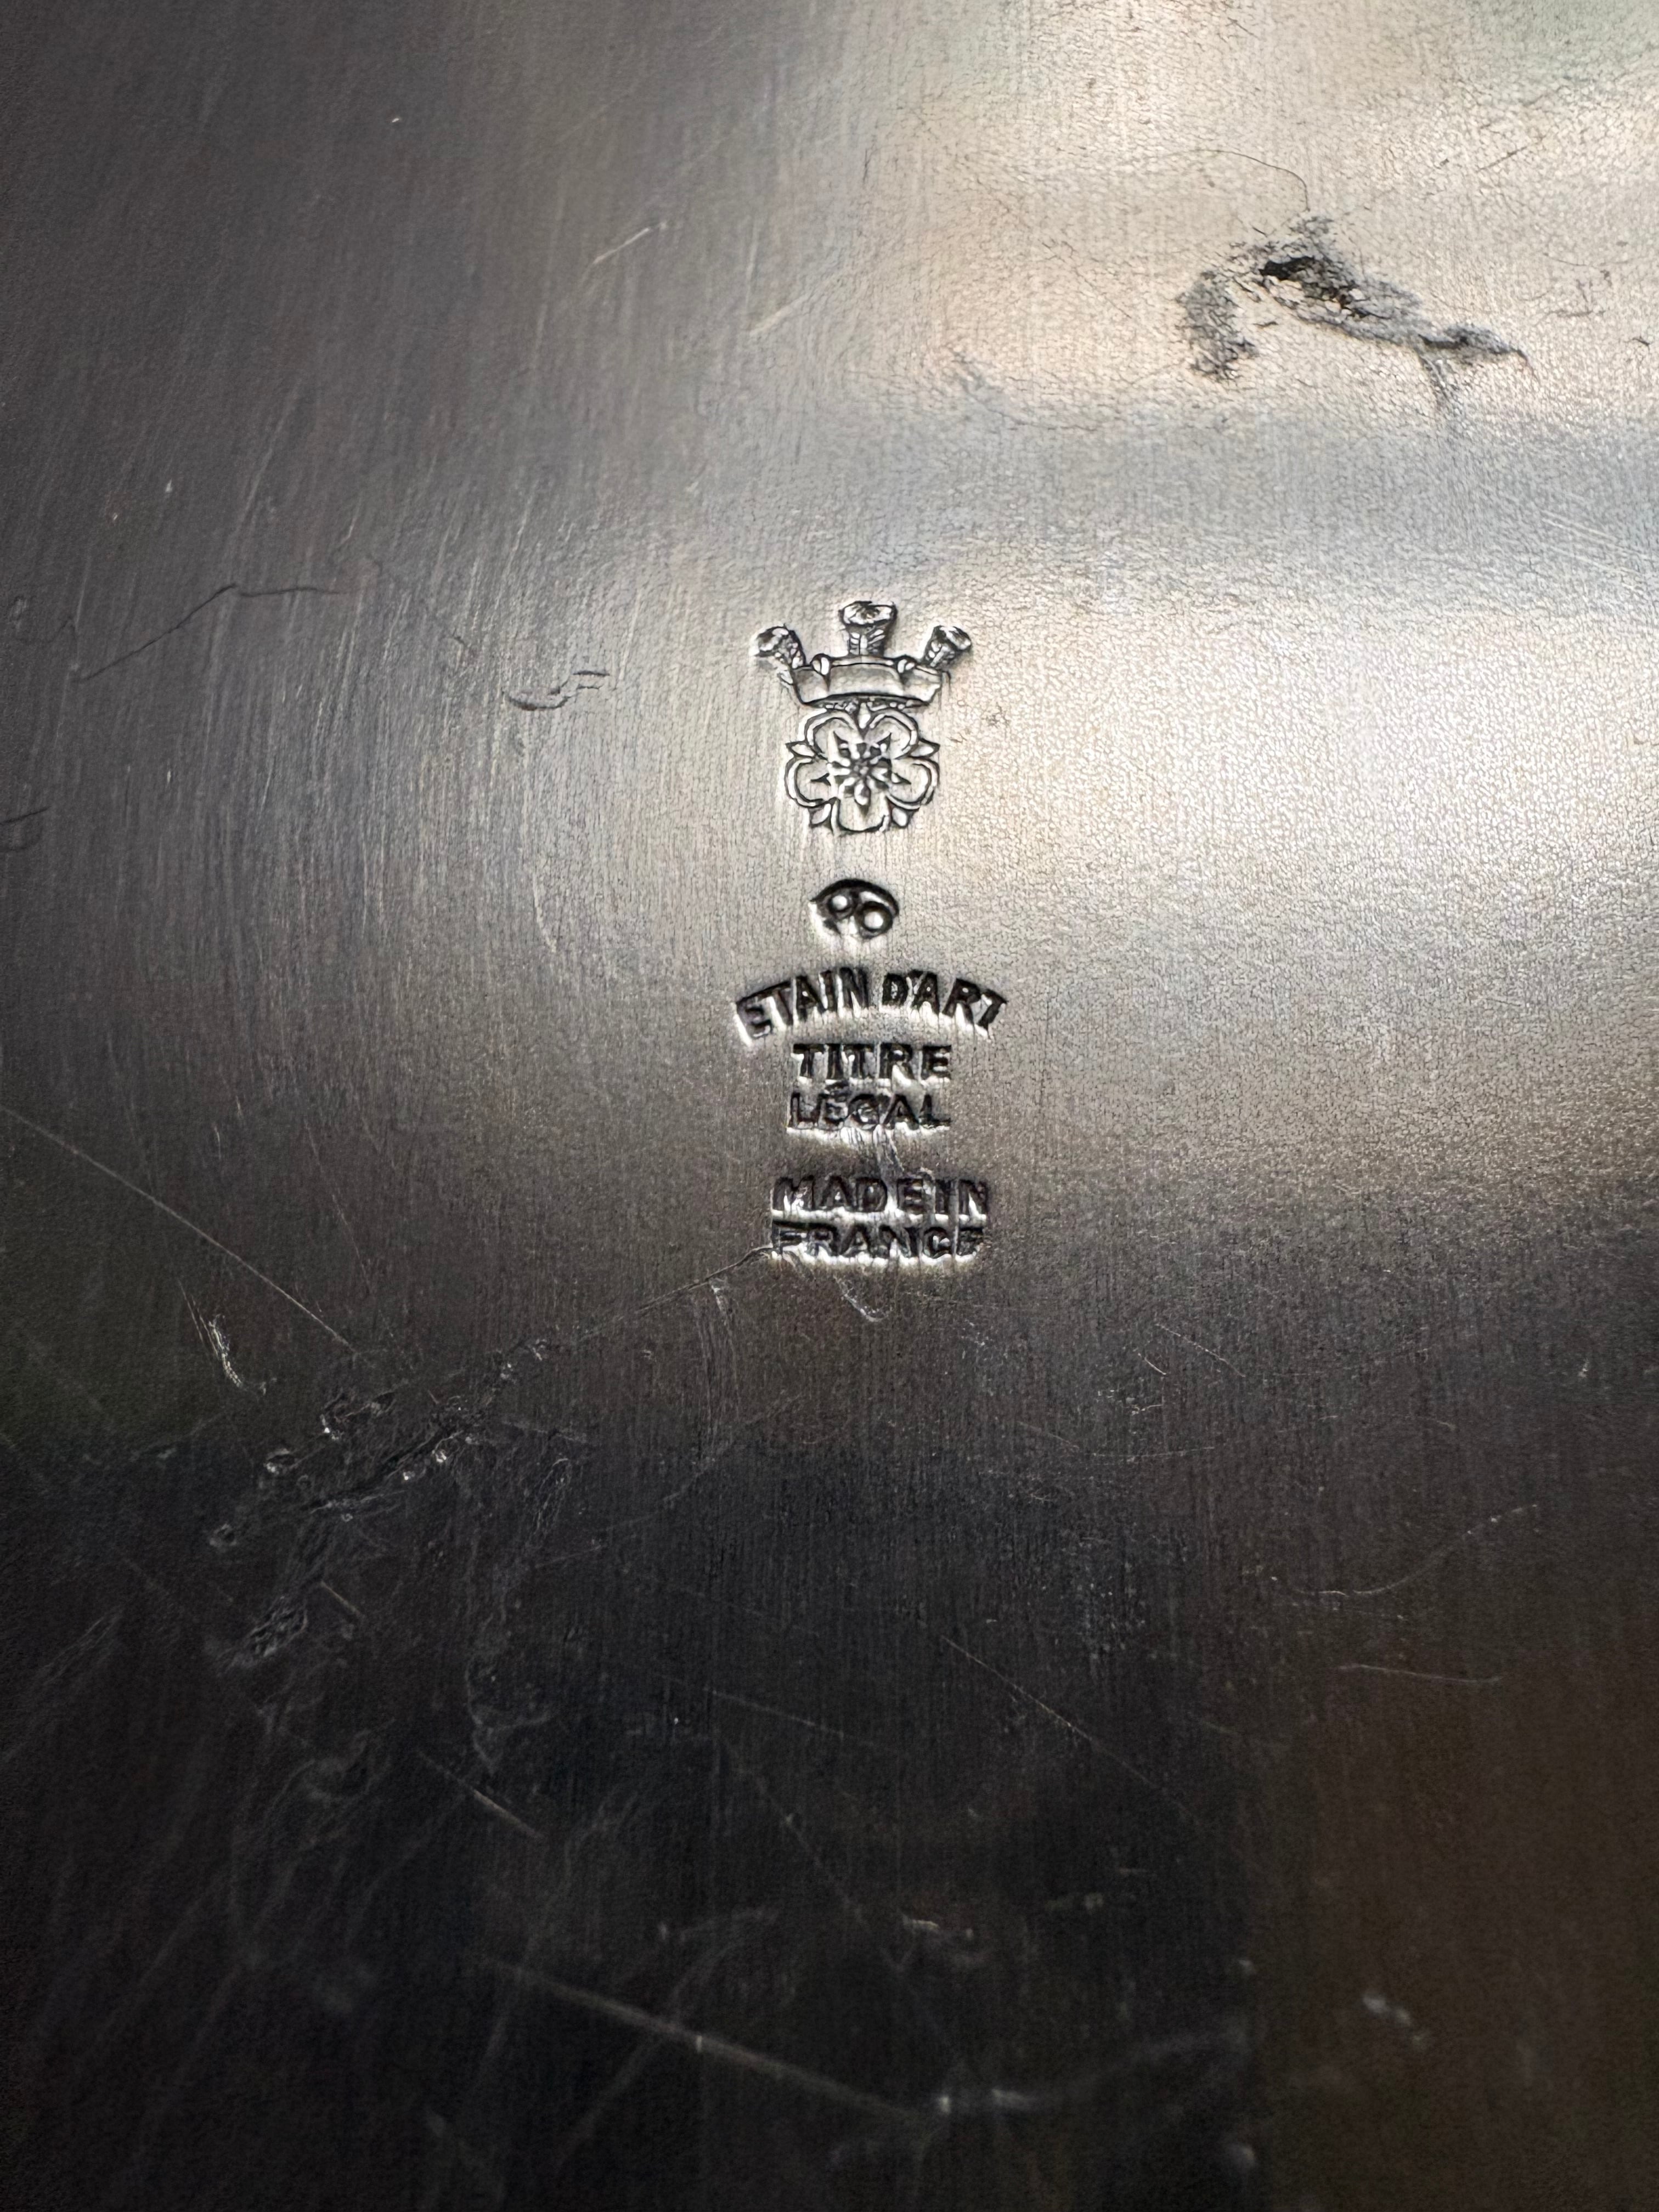 ETAIN D'ART
TITRE
LÉGAL
MADE IN
FRANCE